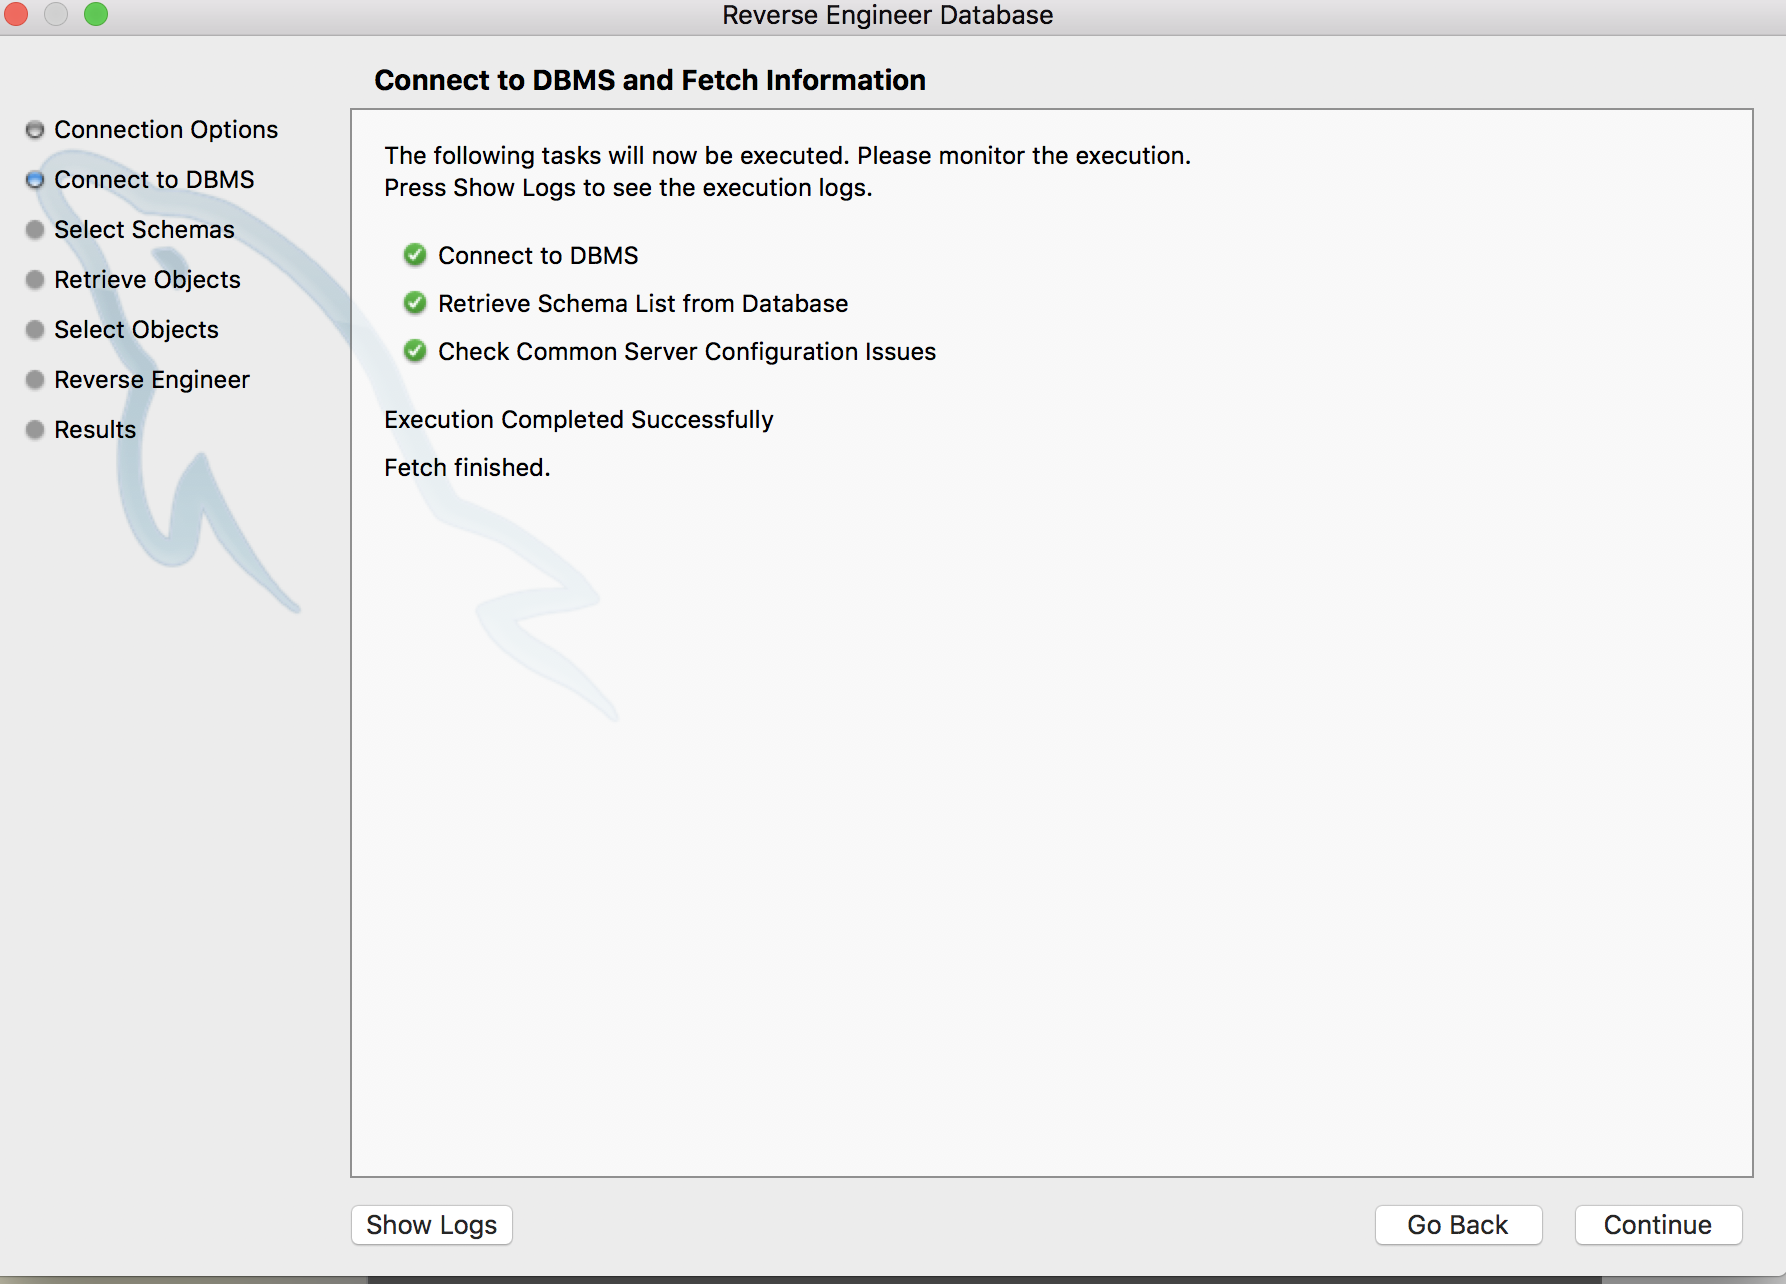 Reverse Engineer Database
Connect to DBMS and Fetch Information
Connection Options
Connect to DBMS
Select Schemas
Retrieve Objects
Select Objects
Reverse Engineer
Results
The following tasks will now be executed. Please monitor the execution.
Press Show Logs to see the execution logs.
Connect to DBMS
Retrieve Schema List from Database
Check Common Server Configuration Issues
Execution Completed Successfully
Fetch finished.
Show Logs
Go Back
Continue